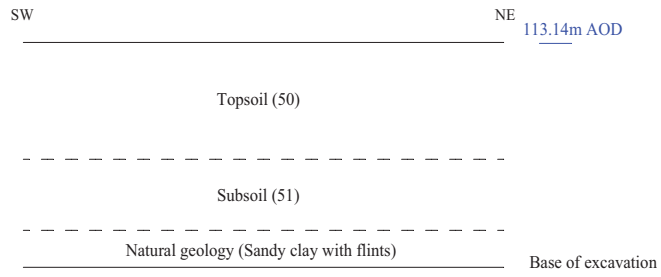 SW
NE
113.14m AOD
Topsoil (50)
Subsoil (51)
Natural geology (Sandy clay with flints)
Base of excavation